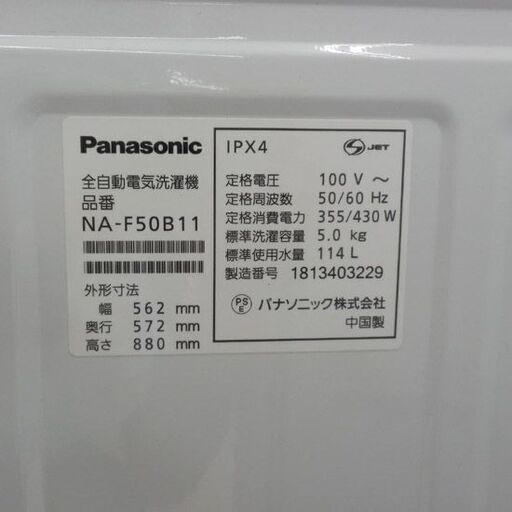 Panasonic
全自動電気洗濯機
品番
NA-F50B11
外形寸法
幅 562 mm
奥行 572 mm
高さ 880 mm
IPX4
S JET
定格電圧 100 V ～
定格周波数 50/60 Hz
定格消費電力 355/430 W
標準洗濯容量 5.0 kg
標準使用水量 114 L
製造番号 1813403229
PSE パナソニック株式会社
中国製